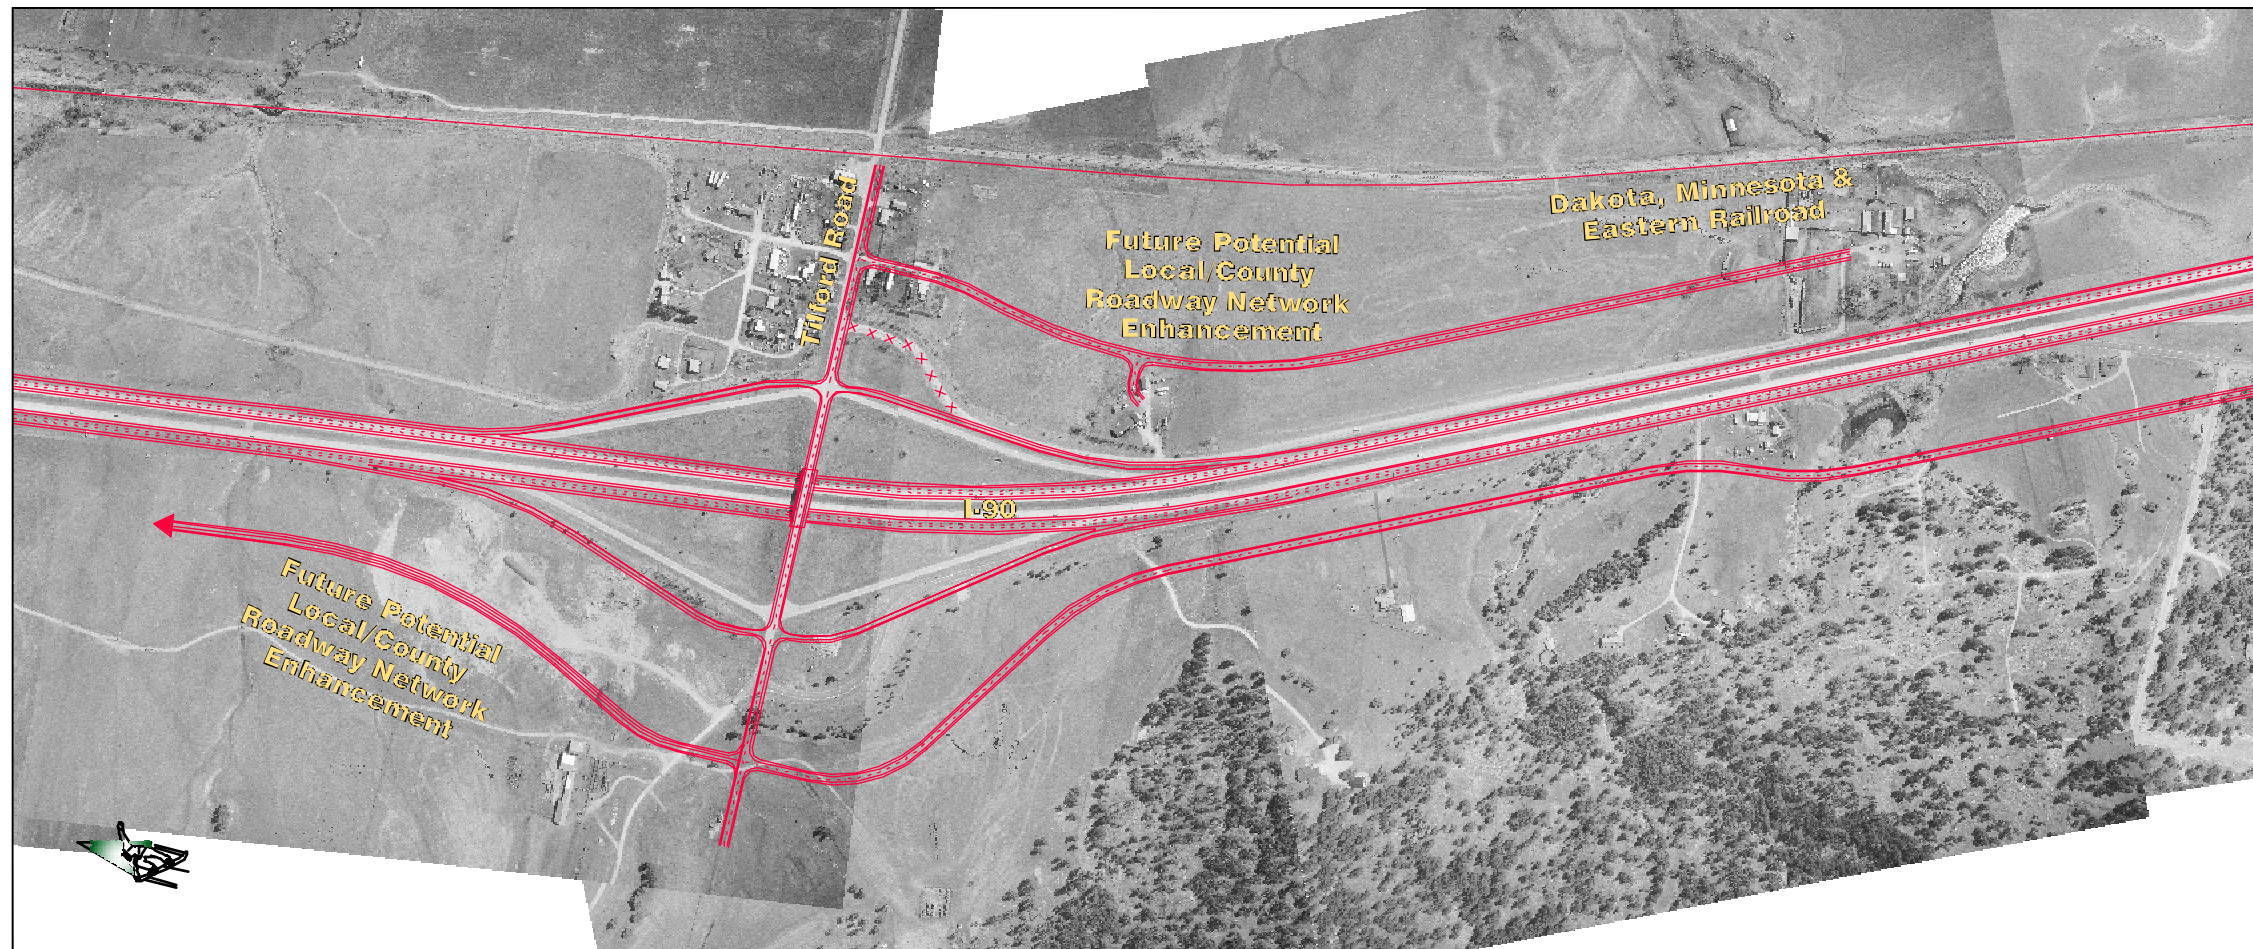 Tilford Road
Dakota, Minnesota &
Eastern Railroad
Future Potential
Local/County
Roadway Network
Enhancement
I-90
Future Potential
Local/County
Roadway Network
Enhancement